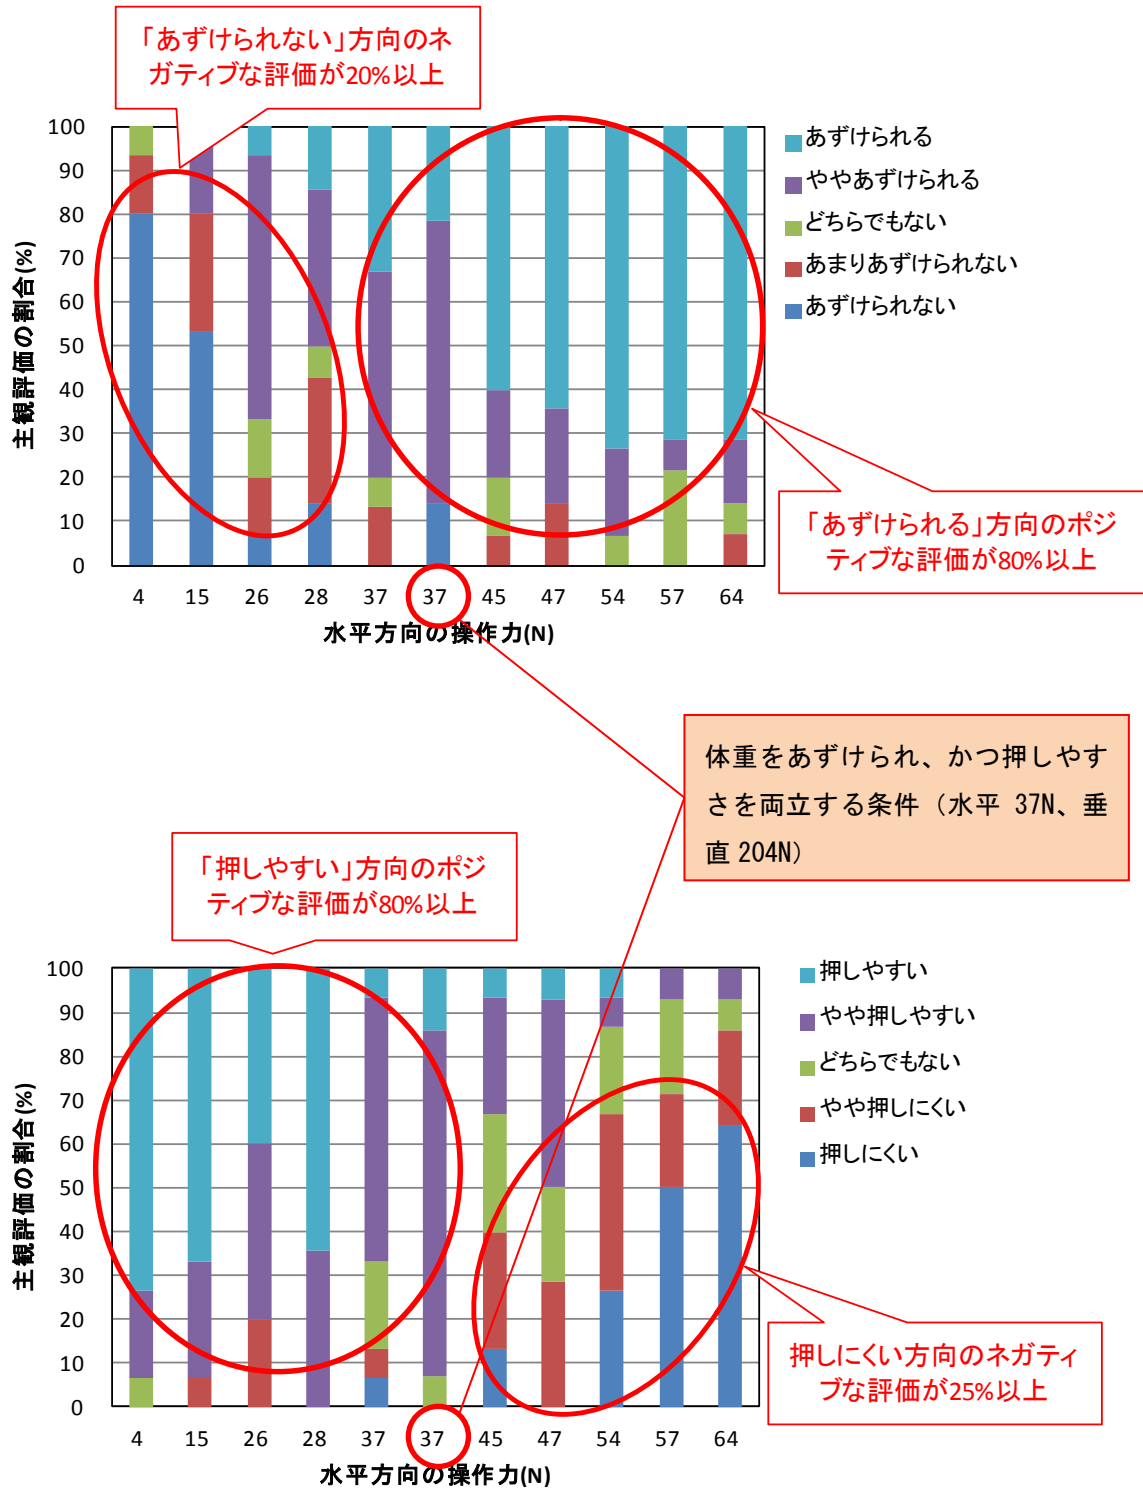 「あずけられない」方向のネ
ガティブな評価が20%以上
100
90
80
70
60
50
40
30
20
10
0
主観評価の割合(%)
4 15 26 28 37 37 45 47 54 57 64
水平方向の操作力(N)
あずけられる
ややあずけられる
どちらでもない
あまりあずけられない
あずけられない
「あずけられる」方向のポジ
ティブな評価が80%以上
体重をあずけられ、かつ押しやす
さを両立する条件（水平 37N、垂
直 204N）
「押しやすい」方向のポジ
ティブな評価が80%以上
100
90
80
70
60
50
40
30
20
10
0
主観評価の割合(%)
4 15 26 28 37 37 45 47 54 57 64
水平方向の操作力(N)
押しやすい
やや押しやすい
どちらでもない
やや押しにくい
押しにくい
押しにくい方向のネガティ
ブな評価が25%以上